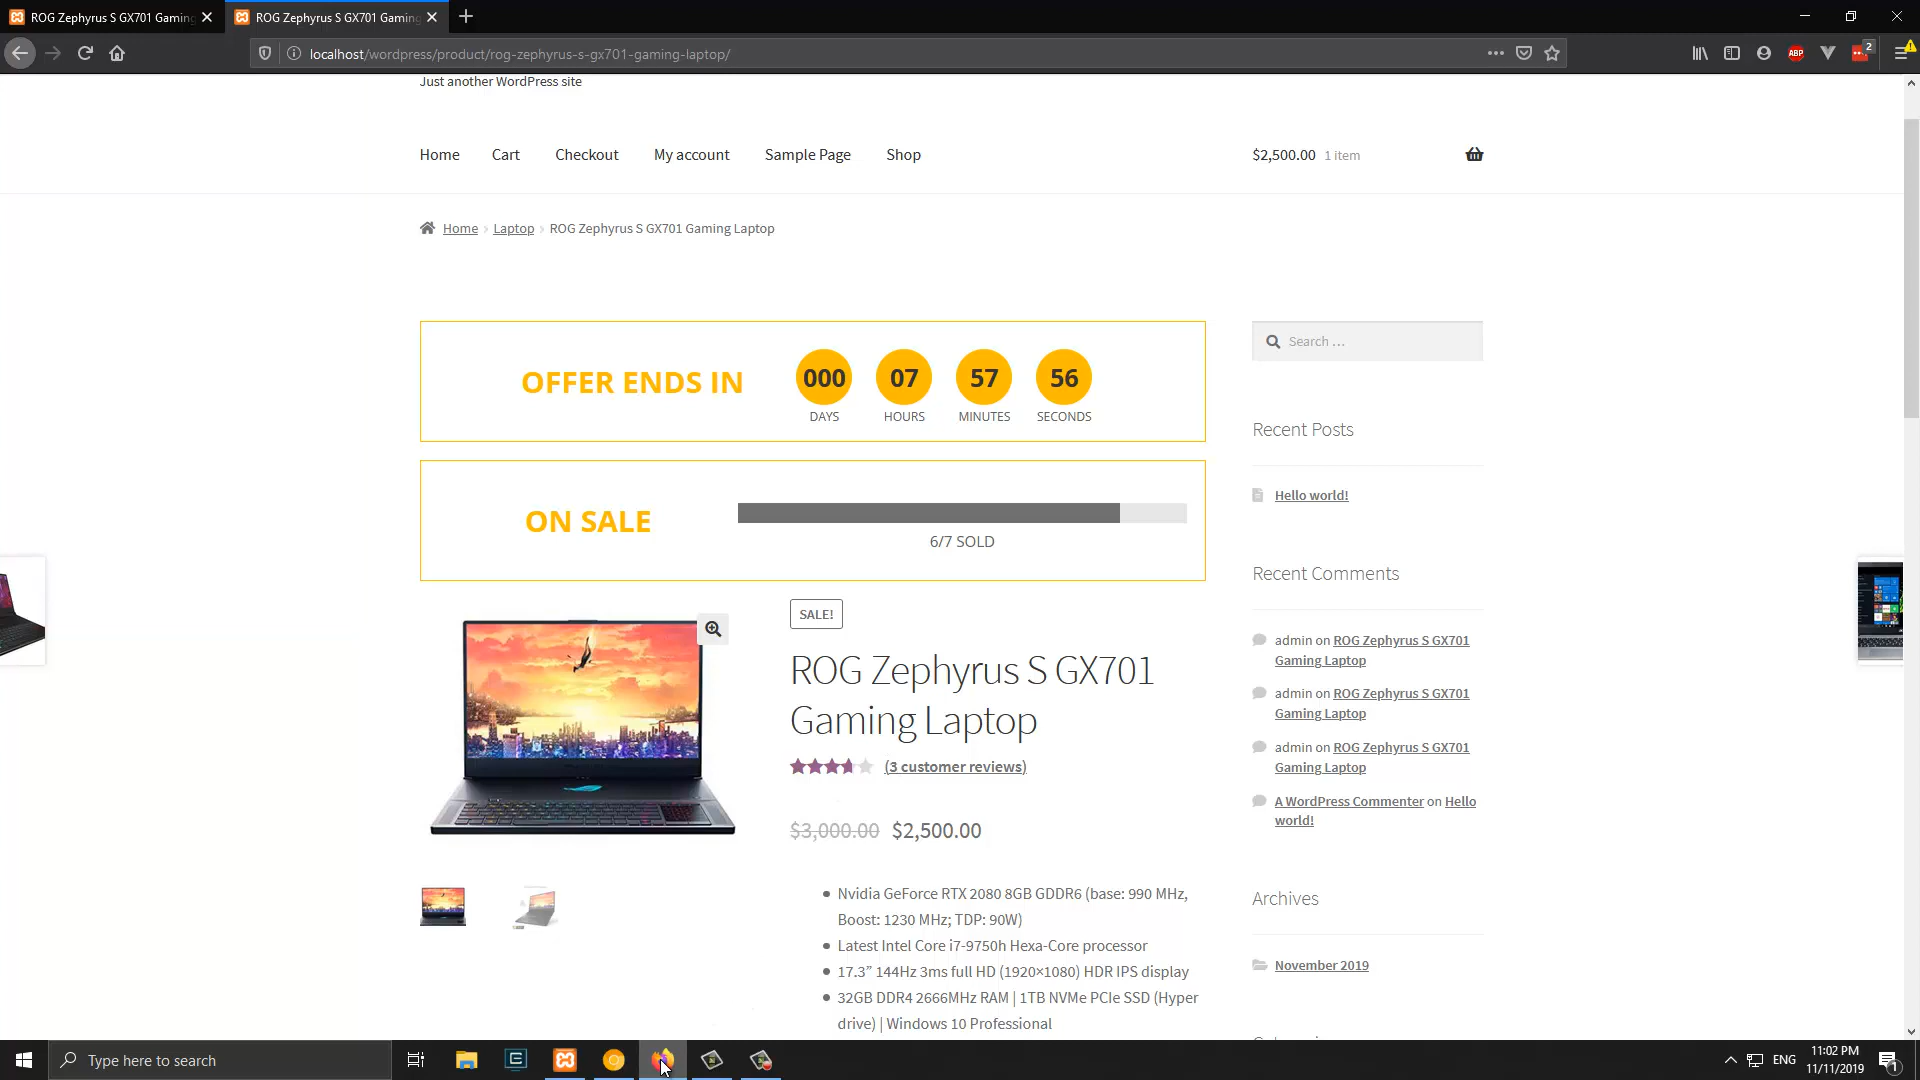 ROG Zephyrus S GX701 Gaming
ROG Zephyrus S GX701 Gaming
localhost/wordpress/product/rog-zephyrus-s-gx701-gaming-laptop/
ABP
2
Just another WordPress site
Home Cart Checkout My account Sample Page Shop
$2,500.00 1 item
Home › Laptop › ROG Zephyrus S GX701 Gaming Laptop
OFFER ENDS IN
000 07 57 56
DAYS HOURS MINUTES SECONDS
ON SALE
6/7 SOLD
SALE!
ROG Zephyrus S GX701
Gaming Laptop
(3 customer reviews)
$3,000.00 $2,500.00
Nvidia GeForce RTX 2080 8GB GDDR6 (base: 990 MHz,
Boost: 1230 MHz; TDP: 90W)
Latest Intel Core i7-9750h Hexa-Core processor
17.3” 144Hz 3ms full HD (1920×1080) HDR IPS display
32GB DDR4 2666MHz RAM | 1TB NVMe PCIe SSD (Hyper
drive) | Windows 10 Professional
Search …
Recent Posts
Hello world!
Recent Comments
admin on ROG Zephyrus S GX701
Gaming Laptop
admin on ROG Zephyrus S GX701
Gaming Laptop
admin on ROG Zephyrus S GX701
Gaming Laptop
A WordPress Commenter on Hello
world!
Archives
November 2019
Type here to search
ENG
11:02 PM
11/11/2019
1